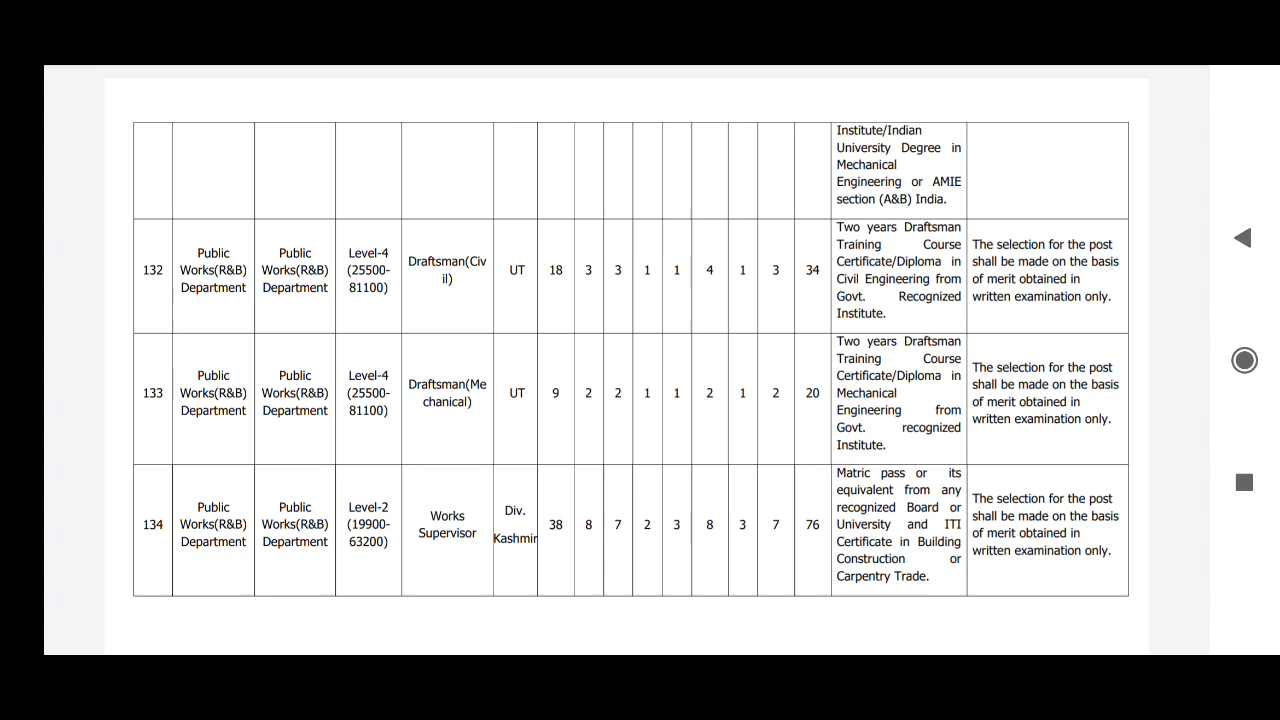 Institute/Indian
University Degree in
Mechanical
Engineering or AMIE
section (A&B) India.
132
Public
Works(R&B)
Department
Public
Works(R&B)
Department
Level-4
(25500-
81100)
Draftsman(Civ
il)
UT
18
3
3
1
1
4
1
3
34
Two years Draftsman
Training Course
Certificate/Diploma in
Civil Engineering from
Govt. Recognized
Institute.
The selection for the post
shall be made on the basis
of merit obtained in
written examination only.
133
Public
Works(R&B)
Department
Public
Works(R&B)
Department
Level-4
(25500-
81100)
Draftsman(Me
chanical)
UT
9
2
2
1
1
2
1
2
20
Two years Draftsman
Training Course
Certificate/Diploma in
Mechanical
Engineering from
Govt. recognized
Institute.
The selection for the post
shall be made on the basis
of merit obtained in
written examination only.
134
Public
Works(R&B)
Department
Public
Works(R&B)
Department
Level-2
(19900-
63200)
Works
Supervisor
Div.
Kashmir
38
8
7
2
3
8
3
7
76
Matric pass or its
equivalent from any
recognized Board or
University and ITI
Certificate in Building
Construction or
Carpentry Trade.
The selection for the post
shall be made on the basis
of merit obtained in
written examination only.